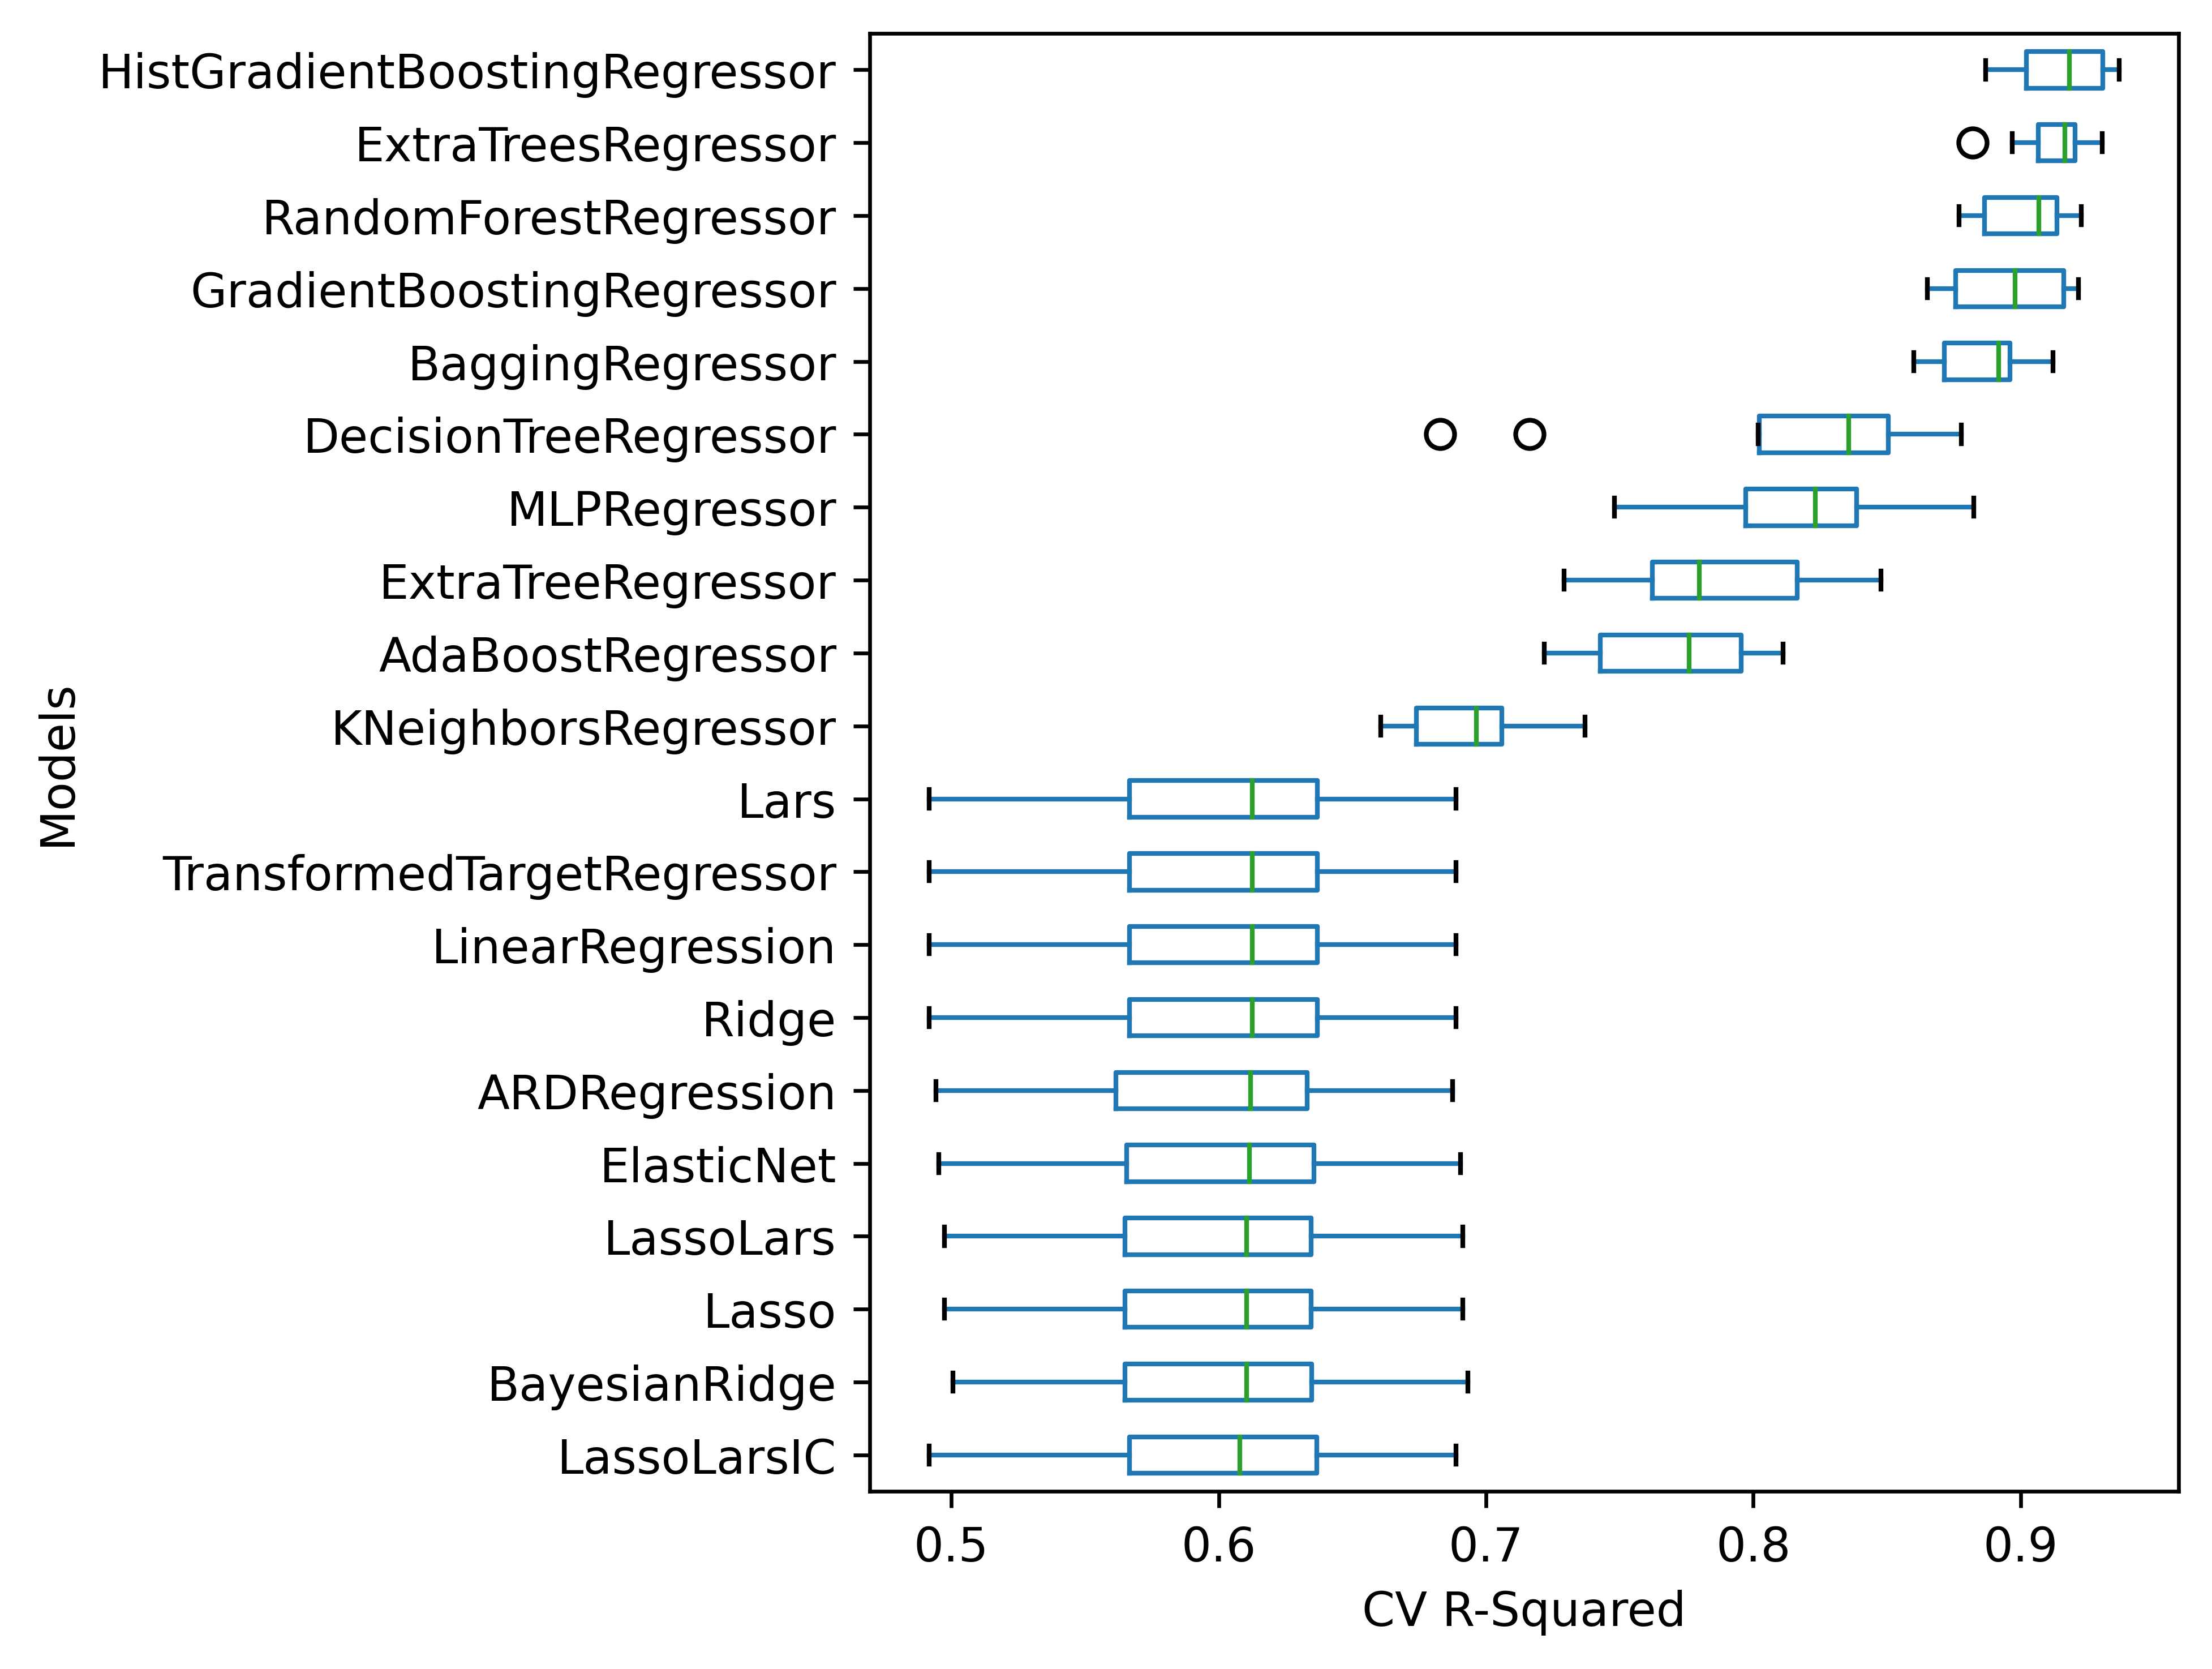 HistGradientBoostingRegressor
ExtraTreesRegressor
RandomForestRegressor
GradientBoostingRegressor
BaggingRegressor
DecisionTreeRegressor
MLPRegressor
ExtraTreeRegressor
AdaBoostRegressor
KNeighborsRegressor
Lars
TransformedTargetRegressor
LinearRegression
Ridge
ARDRegression
ElasticNet
LassoLars
Lasso
BayesianRidge
LassoLarsIC
Models
0.5 0.6 0.7 0.8 0.9
CV R-Squared